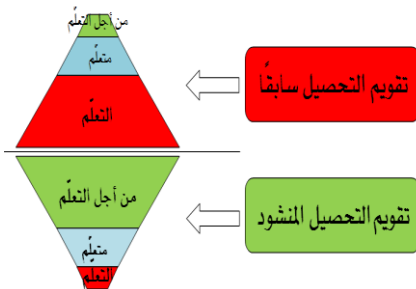 من أجل التعلّم
متعلّم
التعلّم
تقويم التحصيل سابقًا
من أجل التعلّم
متعلّم
التعلّم
تقويم التحصيل المنشود